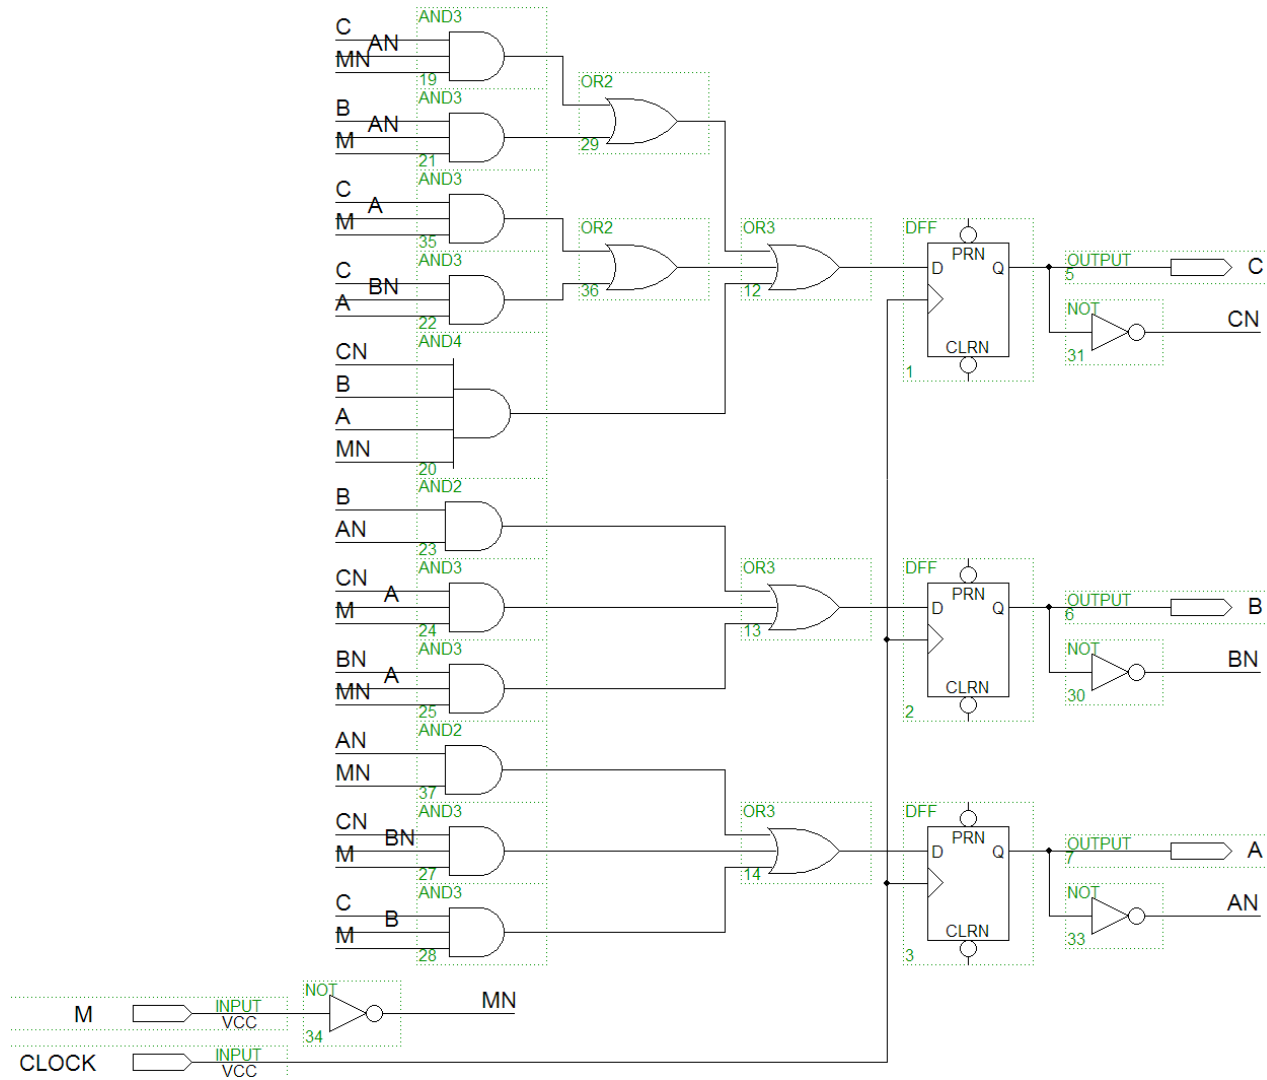 AND3
C
AN
MN
19
AND3
OR2
B
AN
M
29
21
AND3
C
A
M
35
OR2
OR3
DFF
PRN
D Q
OUTPUT
5
C
AND3
C
BN
A
22
36
12
NOT
CN
CLRN
31
1
AND4
CN
B
A
MN
20
AND2
B
AN
23
AND3
CN
A
M
24
OR3
13
DFF
PRN
D Q
OUTPUT
6
B
AND3
BN
A
MN
25
NOT
BN
CLRN
30
2
AND2
AN
MN
37
AND3
CN
BN
M
27
OR3
14
DFF
PRN
D Q
OUTPUT
7
A
AND3
C
B
M
28
NOT
AN
CLRN
33
3
M
INPUT
VCC
NOT
34
MN
CLOCK
INPUT
VCC